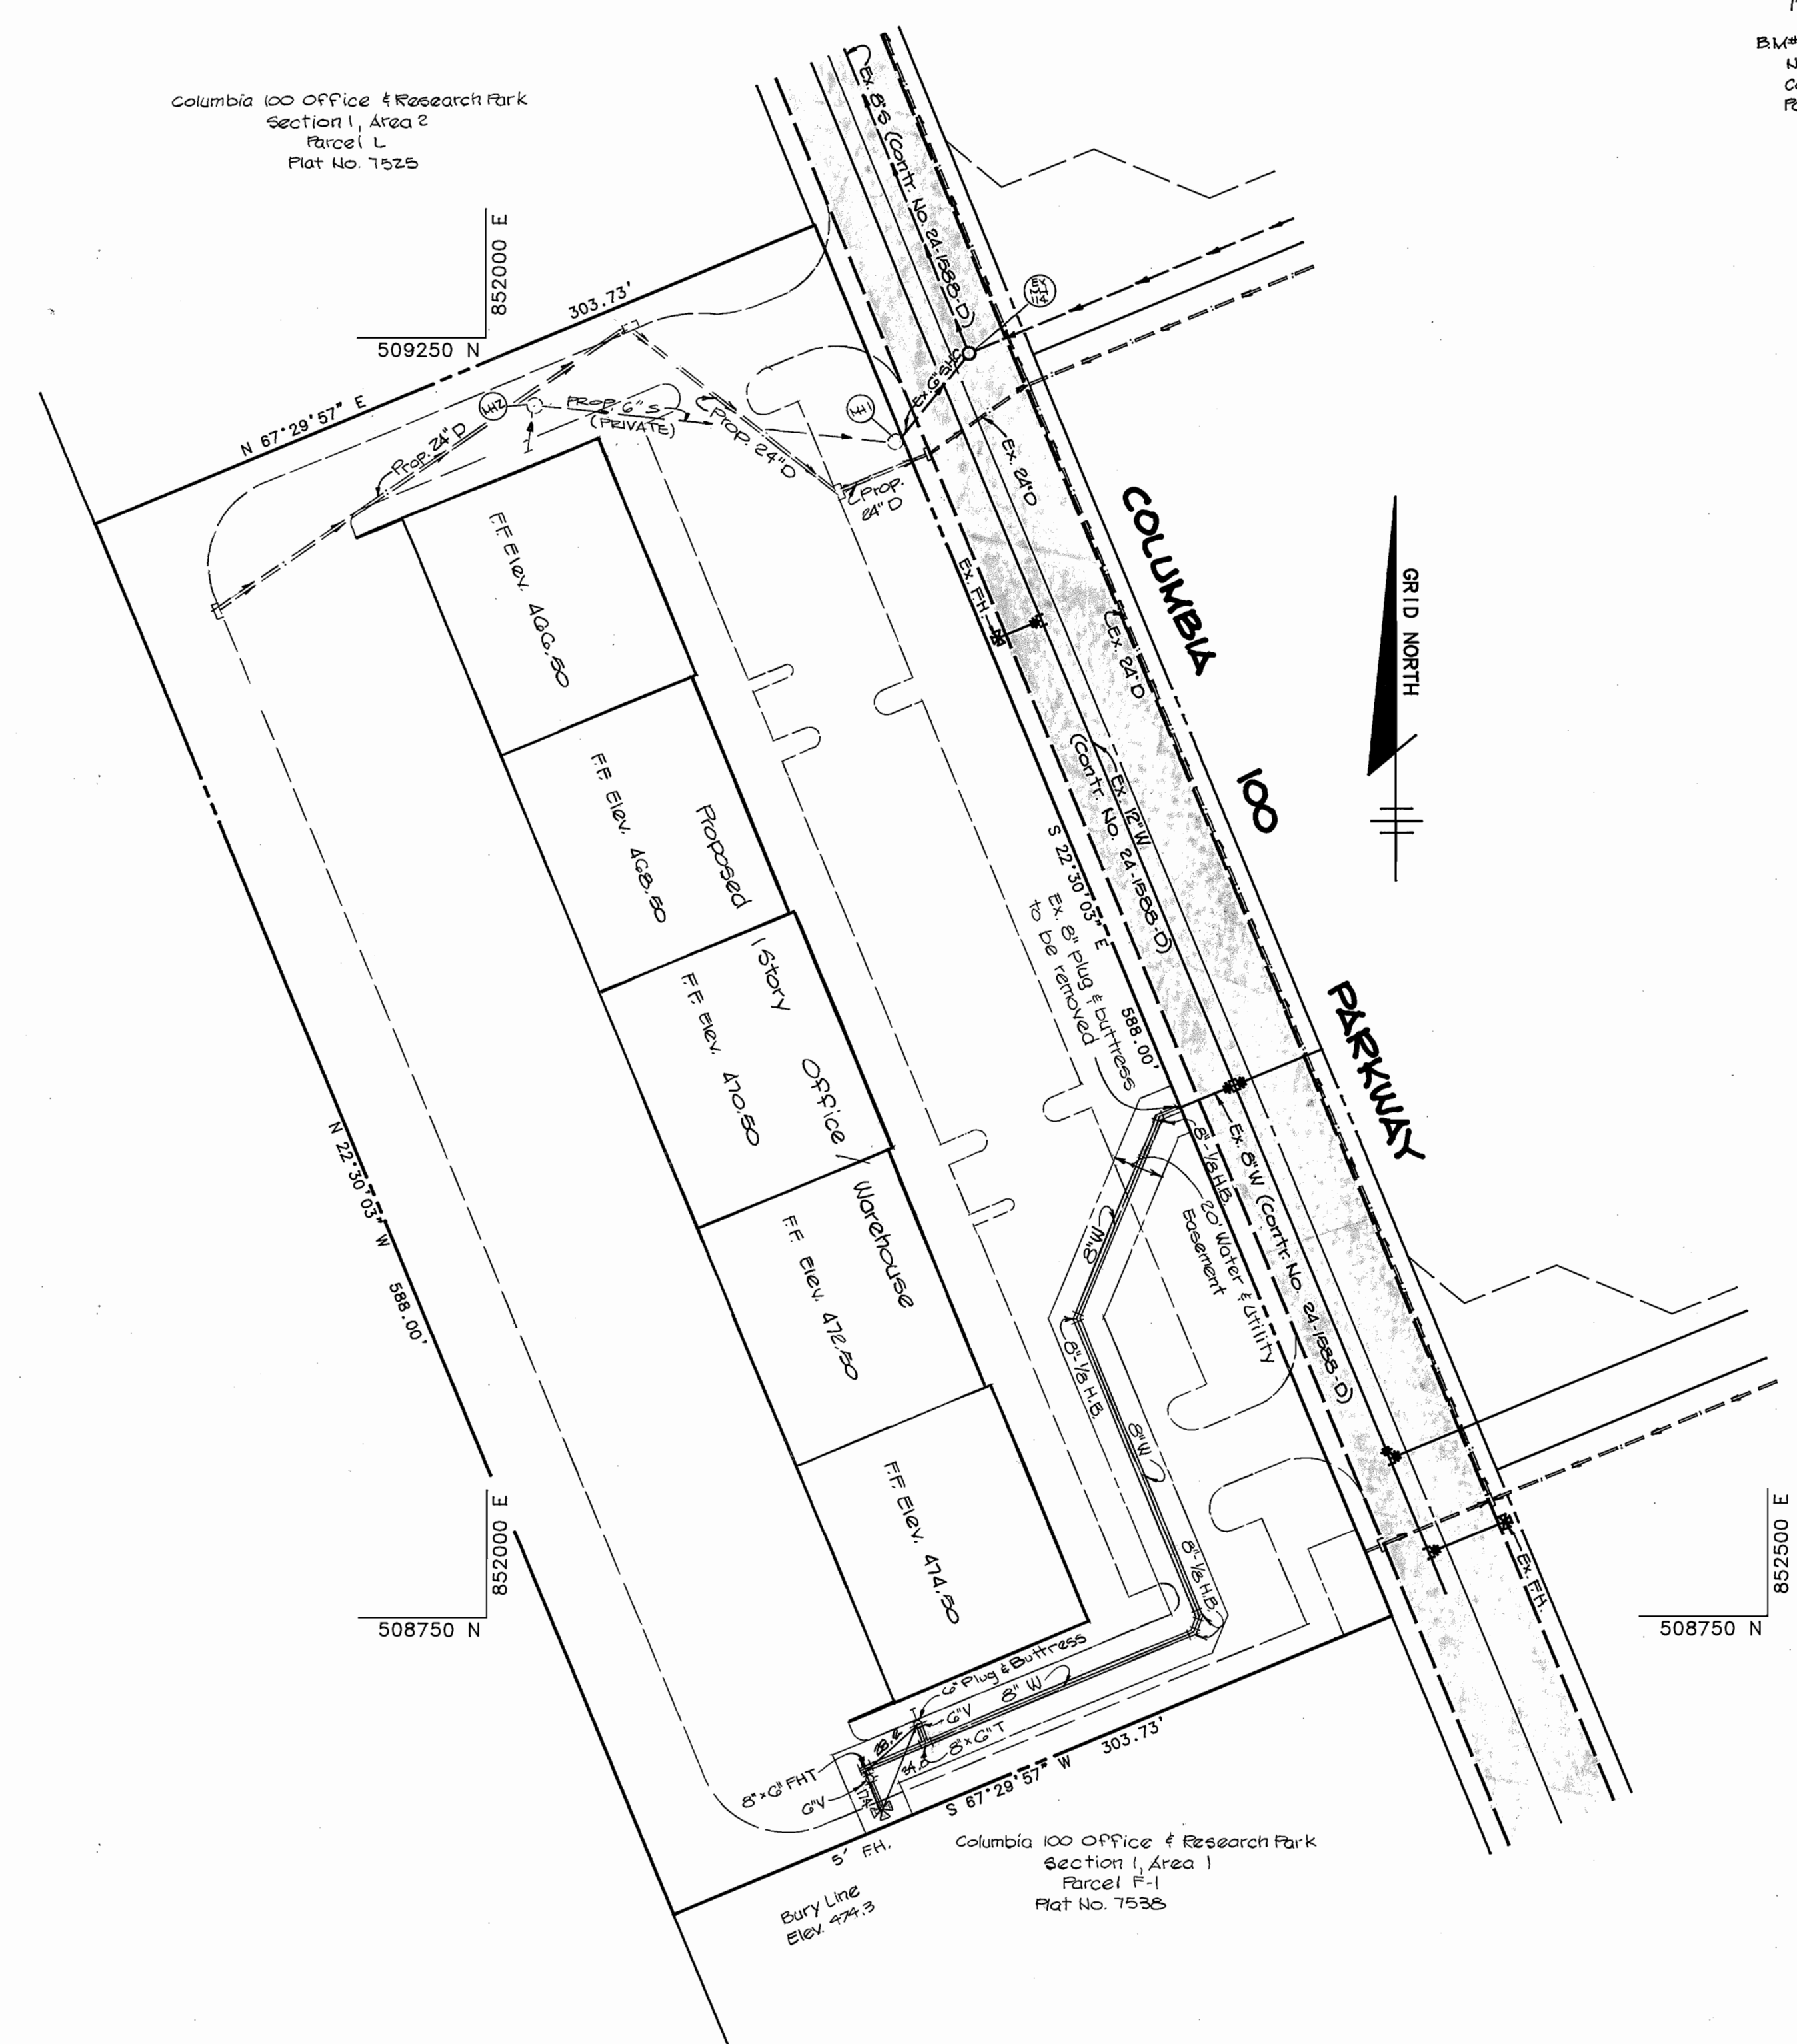 B.M#
Columbia 100 Office & Research Park
Section 1, Area 2
Parcel L
Plat No. 7525
852000 E
509250 N
N 67°29'57" E
303.73'
Ex. 8"S (Contr. No. 24-1588-D)
Ex. 6" SHC
MH2
MH1
PROP. 6" S
(PRIVATE)
Prop. 24" D
Prop. 24" D
Prop.
24" D
Ex. 24" D
Ex. F.H.
Ex. 24" D
COLUMBIA
100
PARKWAY
GRID NORTH
Ex. 12" W
(Contr. No. 24-1588-D)
S 22°30'03" E
588.00'
Ex. 8" plug & buttress
to be removed
F.F. Elev. 466.50
F.F. Elev. 468.50
F.F. Elev. 470.50
F.F. Elev. 472.50
F.F. Elev. 474.50
Proposed
1 Story
Office /
Warehouse
N 22°30'03" W
588.00'
8"-1/8 H.B.
Ex. 8" W (Contr. No. 24-1588-D)
20' Water & Utility
Easement
8" W
8"-1/8 H.B.
8" W
8"-1/8 H.B.
852000 E
508750 N
852500 E
508750 N
Ex. F.H.
6" Plug & Buttress
8" W
6"V
8"x6" T
34.0
8"x6" FHT
6"V
S 67°29'57" W
303.73'
5' F.H.
Bury Line
Elev. 474.3
Columbia 100 Office & Research Park
Section 1, Area 1
Parcel F-1
Plat No. 7538